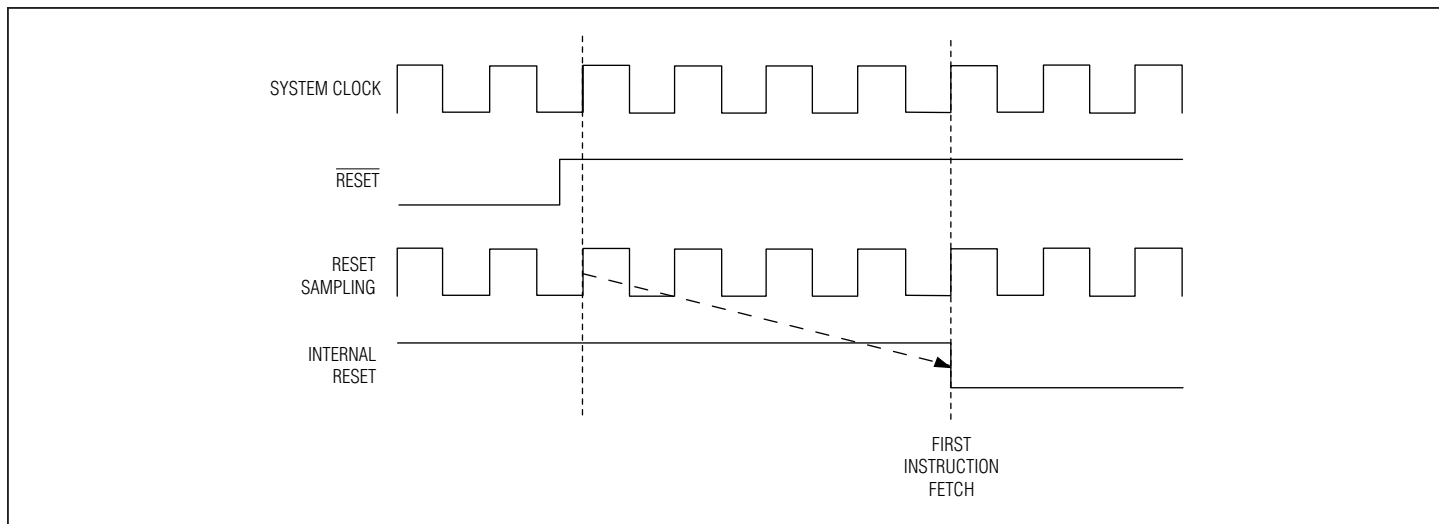 SYSTEM CLOCK
RESET
RESET
SAMPLING
INTERNAL
RESET
FIRST
INSTRUCTION
FETCH